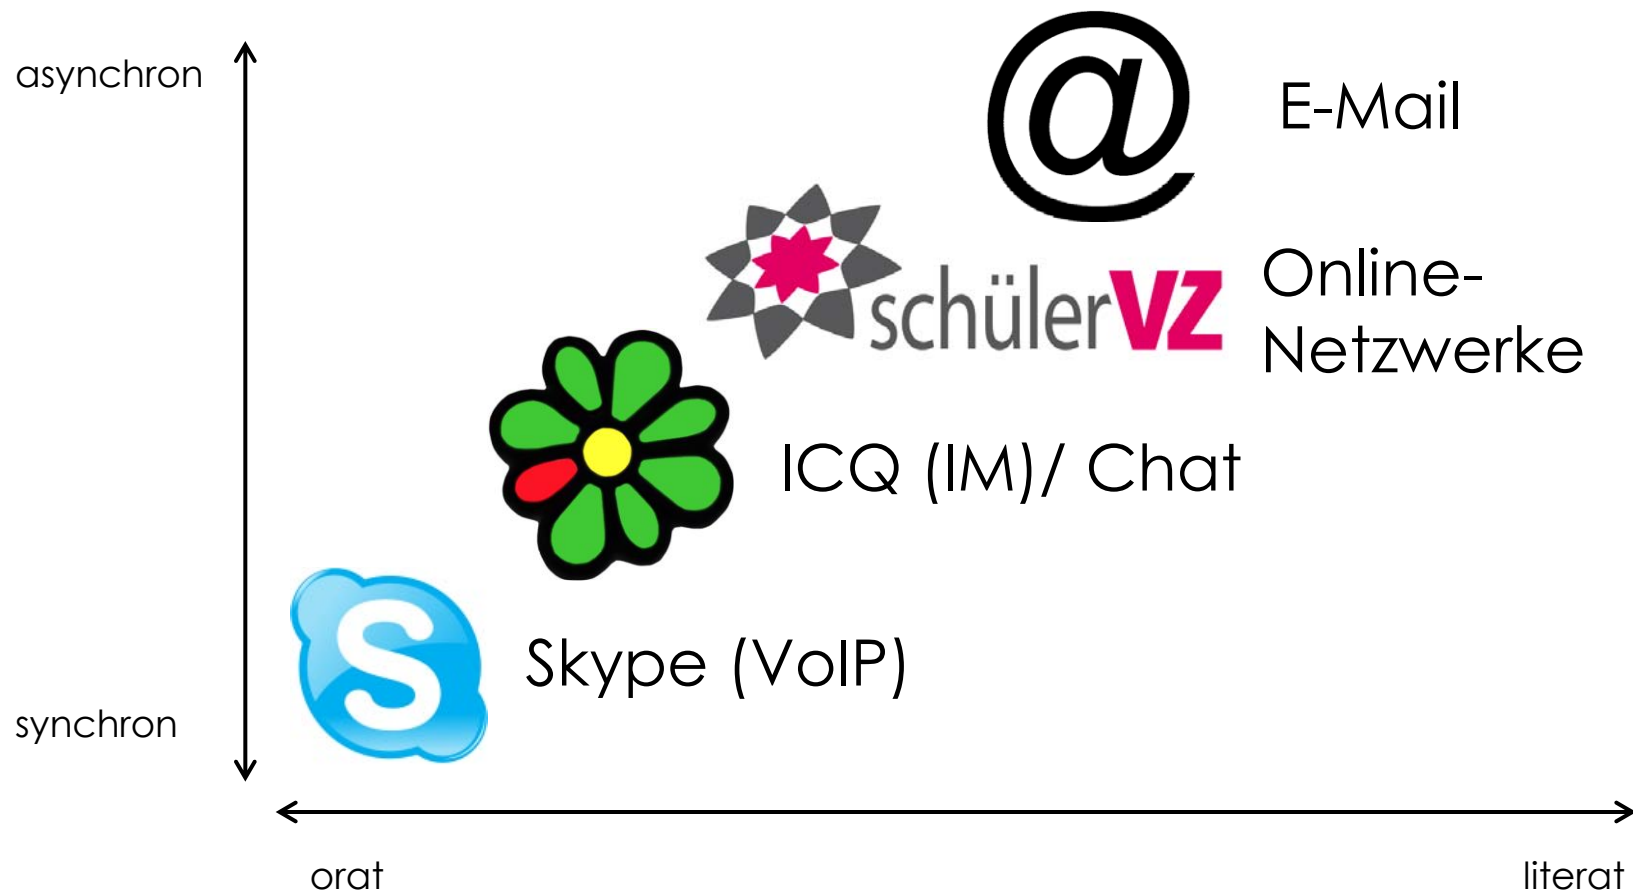 asynchron
@
E-Mail
schülerVZ
Online-
Netzwerke
ICQ (IM)/ Chat
S
Skype (VoIP)
synchron
orat
literat